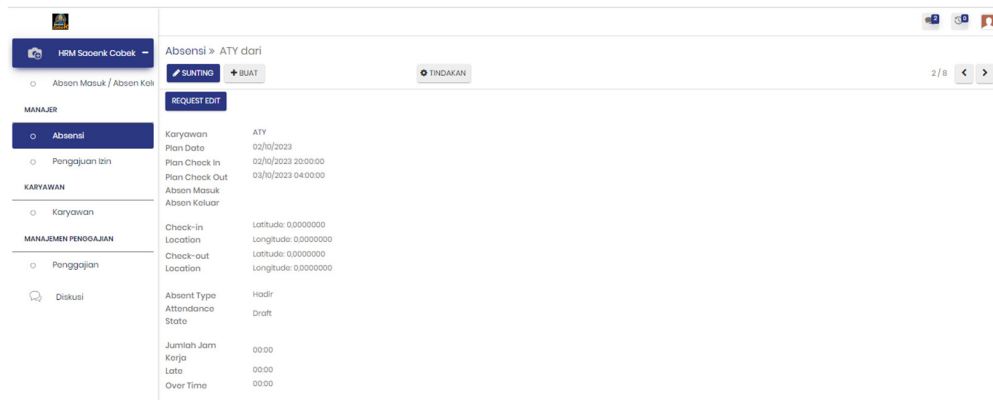 2
HRM Saoenk Cobek
Absen Masuk / Absen Kel
MANAJER
Absensi
Pengajuan Izin
KARYAWAN
Karyawan
MANAJEMEN PENGGAJIAN
Penggajian
Diskusi
Absensi » ATY dari
SUNTING + BUAT TINDAKAN 2 / 8
REQUEST EDIT
Karyawan ATY
Plan Date 02/10/2023
Plan Check In 02/10/2023 20:00:00
Plan Check Out 03/10/2023 04:00:00
Absen Masuk
Absen Keluar
Check-in Latitude: 0,0000000
Location Longitude: 0,0000000
Check-out Latitude: 0,0000000
Location Longitude: 0,0000000
Absent Type Hadir
Attendance
State Draft
Jumlah Jam
Kerja 00:00
Late 00:00
Over Time 00:00